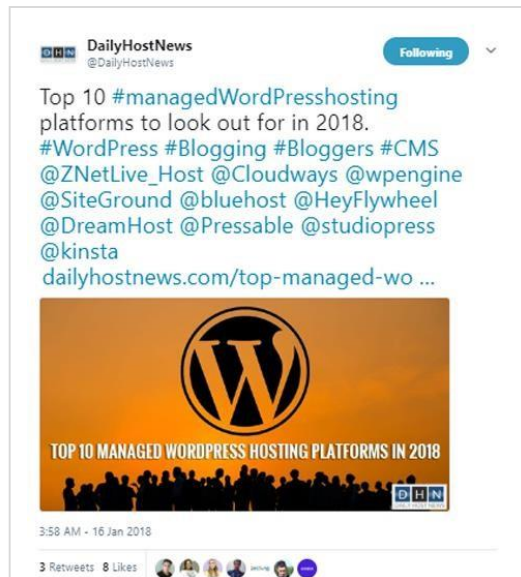 DHN
DailyHostNews
@DailyHostNews
Following
Top 10 #managedWordPresshosting
platforms to look out for in 2018.
#WordPress #Blogging #Bloggers #CMS
@ZNetLive_Host @Cloudways @wpengine
@SiteGround @bluehost @HeyFlywheel
@DreamHost @Pressable @studiopress
@kinsta
dailyhostnews.com/top-managed-wo ...
W
TOP 10 MANAGED WORDPRESS HOSTING PLATFORMS IN 2018
DHN
DAILY HOST NEWS
3:58 AM - 16 Jan 2018
3 Retweets 8 Likes